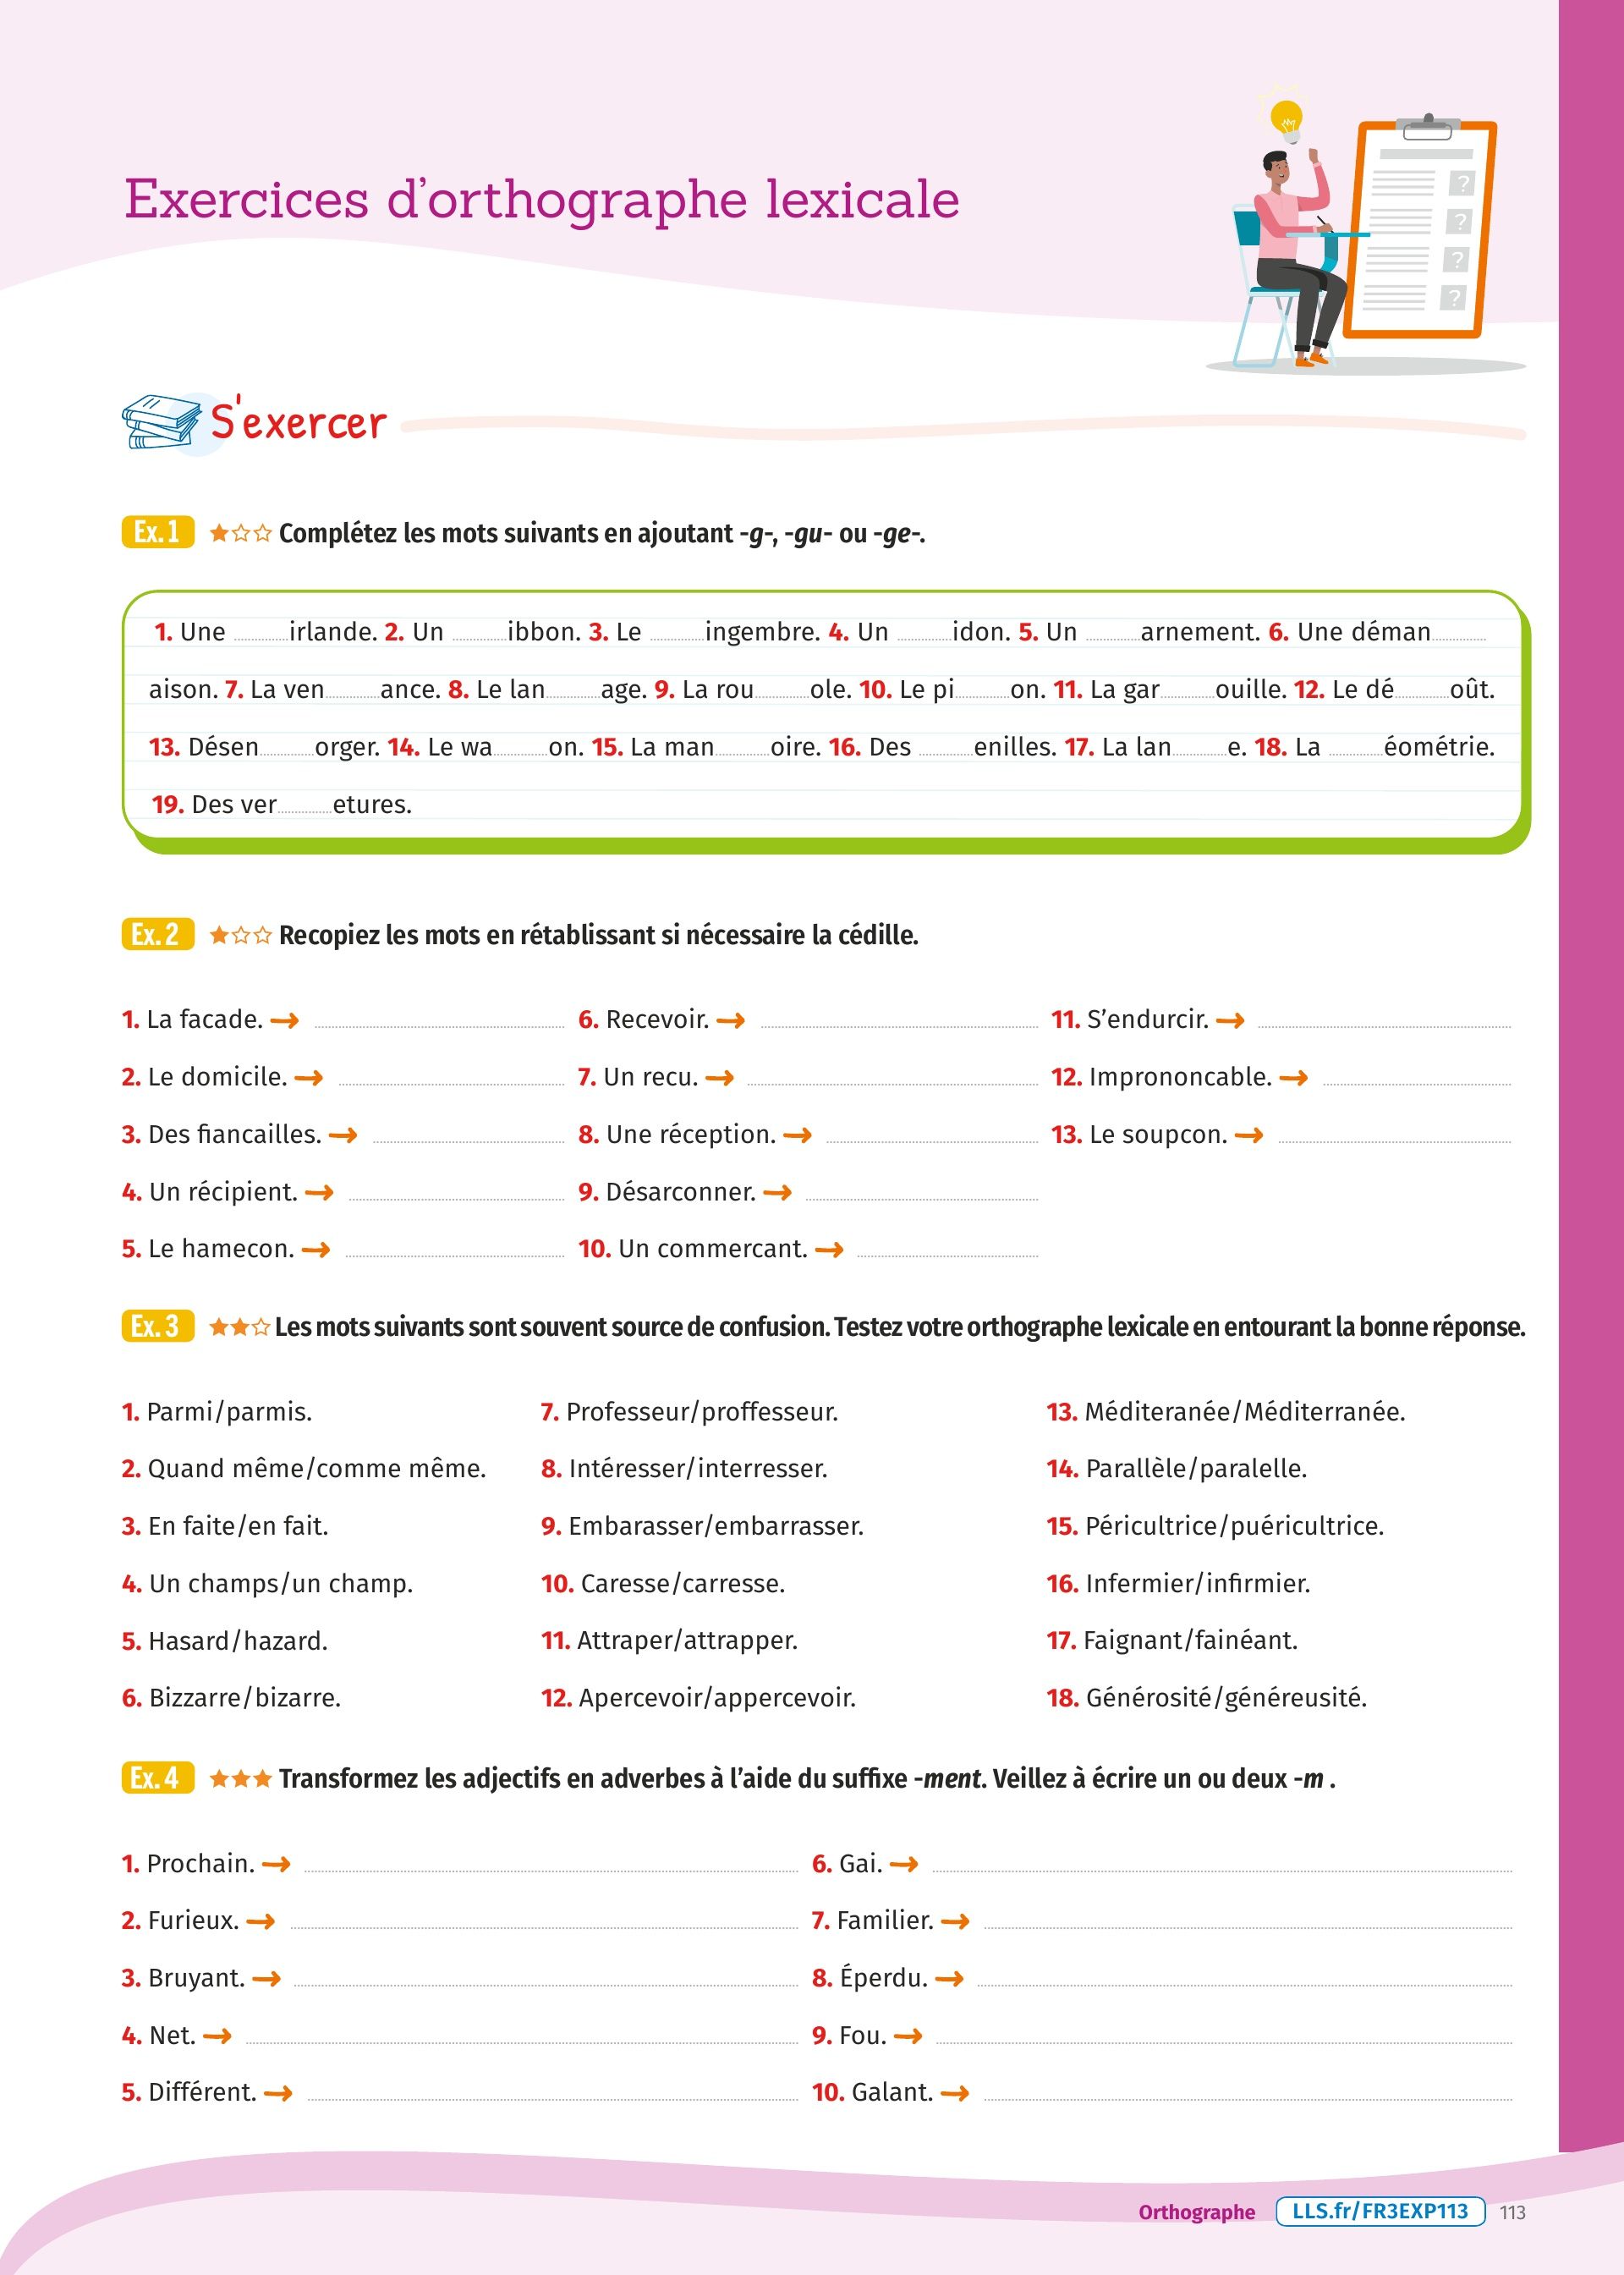 Exercices d'orthographe lexicale
?
?
?
?
S'exercer
Ex. 1 Complétez les mots suivants en ajoutant -g-, -gu- ou -ge-.
1. Une ........irlande. 2. Un ........ibbon. 3. Le ........ingembre. 4. Un ........idon. 5. Un ........arnement. 6. Une déman........
aison. 7. La ven........ance. 8. Le lan........age. 9. La rou........ole. 10. Le pi........on. 11. La gar........ouille. 12. Le dé........oût.
13. Désen........orger. 14. Le wa........on. 15. La man........oire. 16. Des ........enilles. 17. La lan........e. 18. La ........éométrie.
19. Des ver........etures.
Ex. 2 Recopiez les mots en rétablissant si nécessaire la cédille.
1. La facade. →
2. Le domicile. →
3. Des fiancailles. →
4. Un récipient. →
5. Le hamecon. →
6. Recevoir. →
7. Un recu. →
8. Une réception. →
9. Désarconner. →
10. Un commercant. →
11. S'endurcir. →
12. Imprononcable. →
13. Le soupcon. →
Ex. 3 Les mots suivants sont souvent source de confusion. Testez votre orthographe lexicale en entourant la bonne réponse.
1. Parmi/parmis.
2. Quand même/comme même.
3. En faite/en fait.
4. Un champs/un champ.
5. Hasard/hazard.
6. Bizzarre/bizarre.
7. Professeur/proffesseur.
8. Intéresser/interresser.
9. Embarasser/embarrasser.
10. Caresse/carresse.
11. Attraper/attrapper.
12. Apercevoir/appercevoir.
13. Méditeranée/Méditerranée.
14. Parallèle/paralelle.
15. Péricultrice/puéricultrice.
16. Infermier/infirmier.
17. Faignant/fainéant.
18. Générosité/généreusité.
Ex. 4 Transformez les adjectifs en adverbes à l'aide du suffixe -ment. Veillez à écrire un ou deux -m .
1. Prochain. →
2. Furieux. →
3. Bruyant. →
4. Net. →
5. Différent. →
6. Gai. →
7. Familier. →
8. Éperdu. →
9. Fou. →
10. Galant. →
Orthographe LLS.fr/FR3EXP113 113